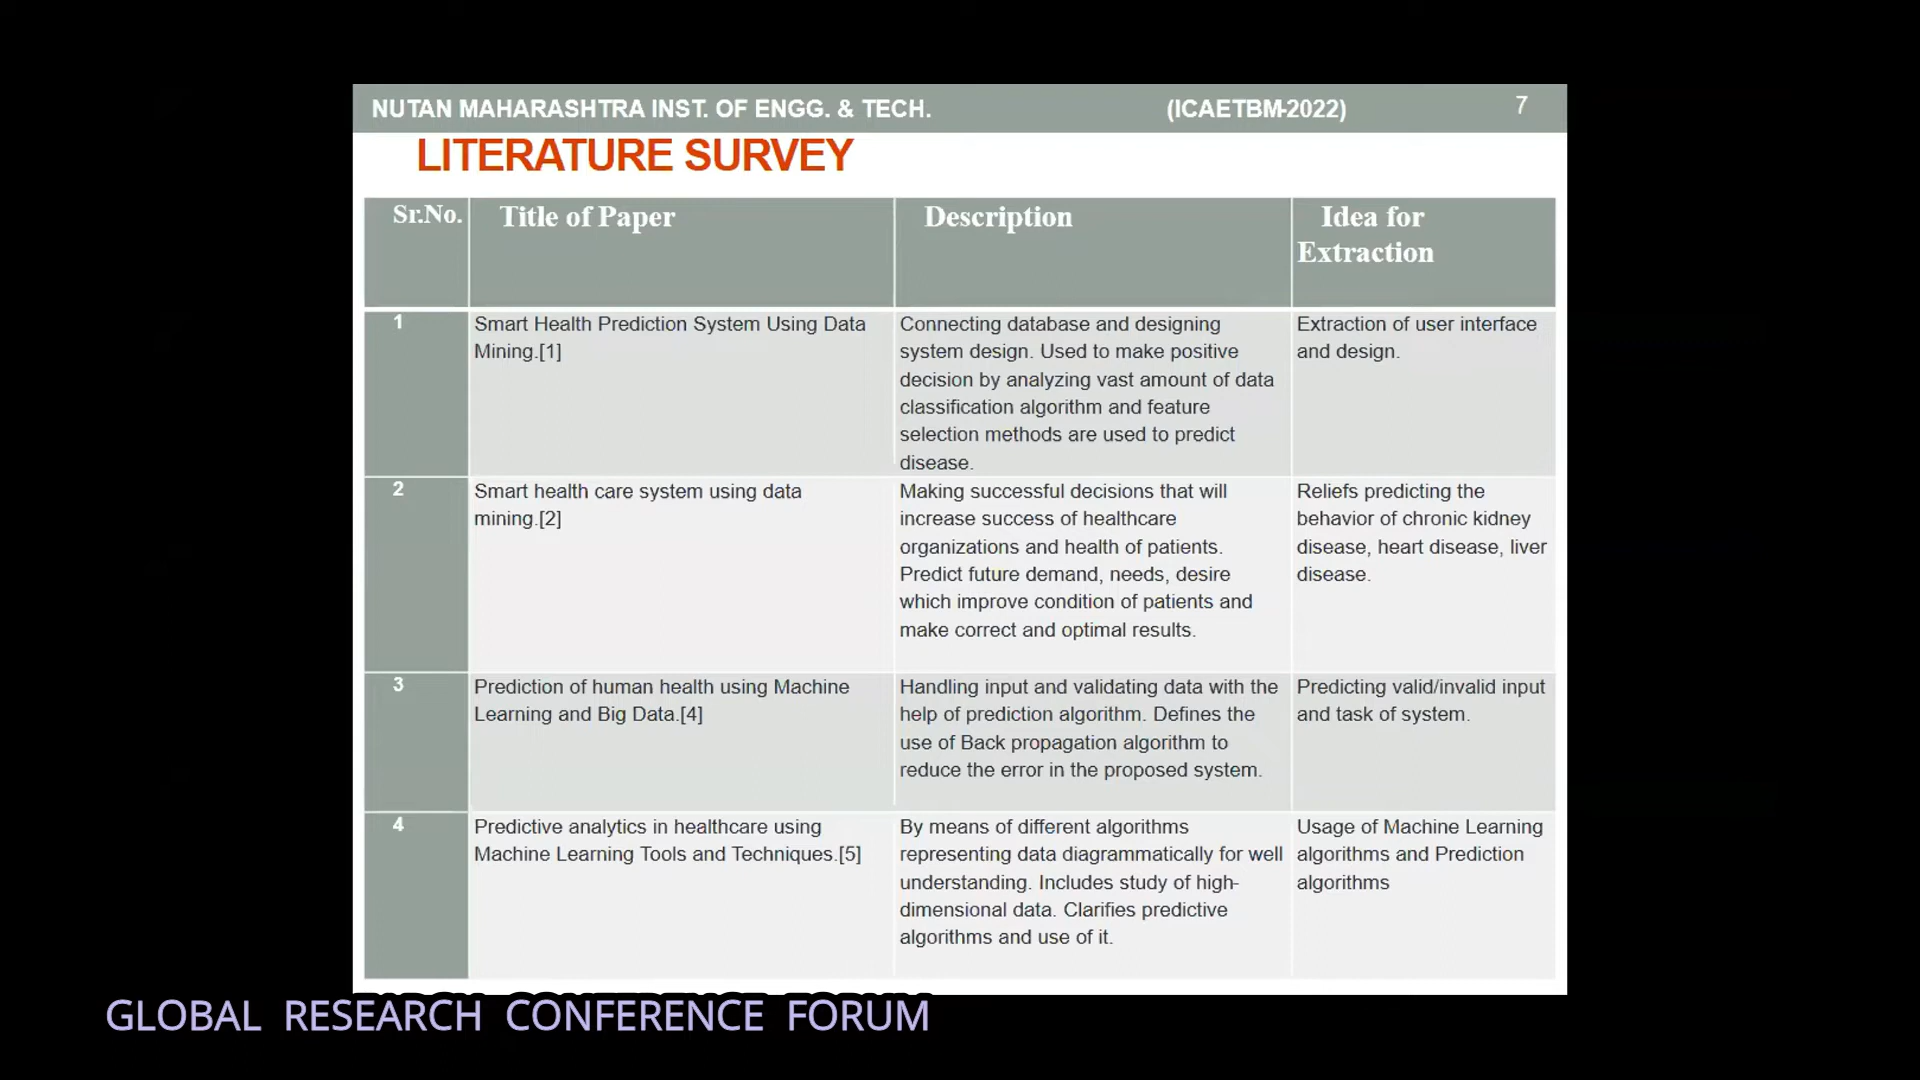 NUTAN MAHARASHTRA INST. OF ENGG. & TECH. (ICAETBM-2022) 7
LITERATURE SURVEY
Sr.No. Title of Paper Description Idea for
Extraction
1 Smart Health Prediction System Using Data
Mining.[1]
Connecting database and designing
system design. Used to make positive
decision by analyzing vast amount of data
classification algorithm and feature
selection methods are used to predict
disease.
Extraction of user interface
and design.
2 Smart health care system using data
mining.[2]
Making successful decisions that will
increase success of healthcare
organizations and health of patients.
Predict future demand, needs, desire
which improve condition of patients and
make correct and optimal results.
Reliefs predicting the
behavior of chronic kidney
disease, heart disease, liver
disease.
3 Prediction of human health using Machine
Learning and Big Data.[4]
Handling input and validating data with the
help of prediction algorithm. Defines the
use of Back propagation algorithm to
reduce the error in the proposed system.
Predicting valid/invalid input
and task of system.
4 Predictive analytics in healthcare using
Machine Learning Tools and Techniques.[5]
By means of different algorithms
representing data diagrammatically for well
understanding. Includes study of high-
dimensional data. Clarifies predictive
algorithms and use of it.
Usage of Machine Learning
algorithms and Prediction
algorithms
GLOBAL RESEARCH CONFERENCE FORUM